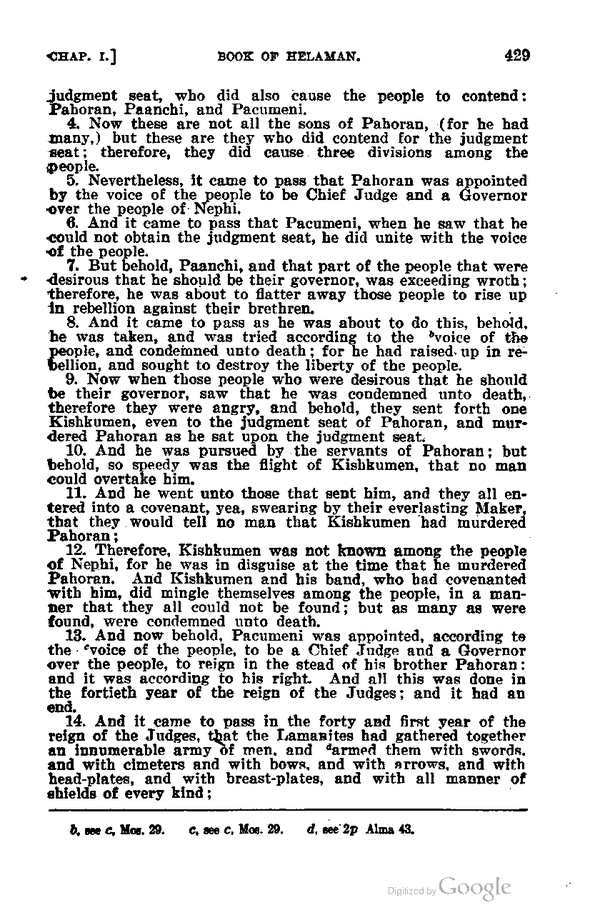 CHAP. I.] BOOK OF HELAMAN. 429
judgment seat, who did also cause the people to contend:
Pahoran, Paanchi, and Pacumeni.
4. Now these are not all the sons of Pahoran, (for he had
many,) but these are they who did contend for the judgment
seat; therefore, they did cause three divisions among the
people.
5. Nevertheless, it came to pass that Pahoran was appointed
by the voice of the people to be Chief Judge and a Governor
over the people of Nephi.
6. And it came to pass that Pacumeni, when he saw that he
could not obtain the judgment seat, he did unite with the voice
of the people.
7. But behold, Paanchi, and that part of the people that were
desirous that he should be their governor, was exceeding wroth;
therefore, he was about to flatter away those people to rise up
in rebellion against their brethren.
8. And it came to pass as he was about to do this, behold,
he was taken, and was tried according to the ᵇvoice of the
people, and condemned unto death; for he had raised up in re-
bellion, and sought to destroy the liberty of the people.
9. Now when those people who were desirous that he should
be their governor, saw that he was condemned unto death,
therefore they were angry, and behold, they sent forth one
Kishkumen, even to the judgment seat of Pahoran, and mur-
dered Pahoran as he sat upon the judgment seat.
10. And he was pursued by the servants of Pahoran; but
behold, so speedy was the flight of Kishkumen, that no man
could overtake him.
11. And he went unto those that sent him, and they all en-
tered into a covenant, yea, swearing by their everlasting Maker,
that they would tell no man that Kishkumen had murdered
Pahoran;
12. Therefore, Kishkumen was not known among the people
of Nephi, for he was in disguise at the time that he murdered
Pahoran. And Kishkumen and his band, who had covenanted
with him, did mingle themselves among the people, in a man-
ner that they all could not be found; but as many as were
found, were condemned unto death.
13. And now behold, Pacumeni was appointed, according to
the ᶜvoice of the people, to be a Chief Judge and a Governor
over the people, to reign in the stead of his brother Pahoran:
and it was according to his right. And all this was done in
the fortieth year of the reign of the Judges; and it had an
end.
14. And it came to pass in the forty and first year of the
reign of the Judges, that the Lamanites had gathered together
an innumerable army of men, and ᵈarmed them with swords,
and with cimeters and with bows, and with arrows, and with
head-plates, and with breast-plates, and with all manner of
shields of every kind;
b, see c, Mos. 29. c, see c, Mos. 29. d, see 2p Alma 43.
Digitized by Google